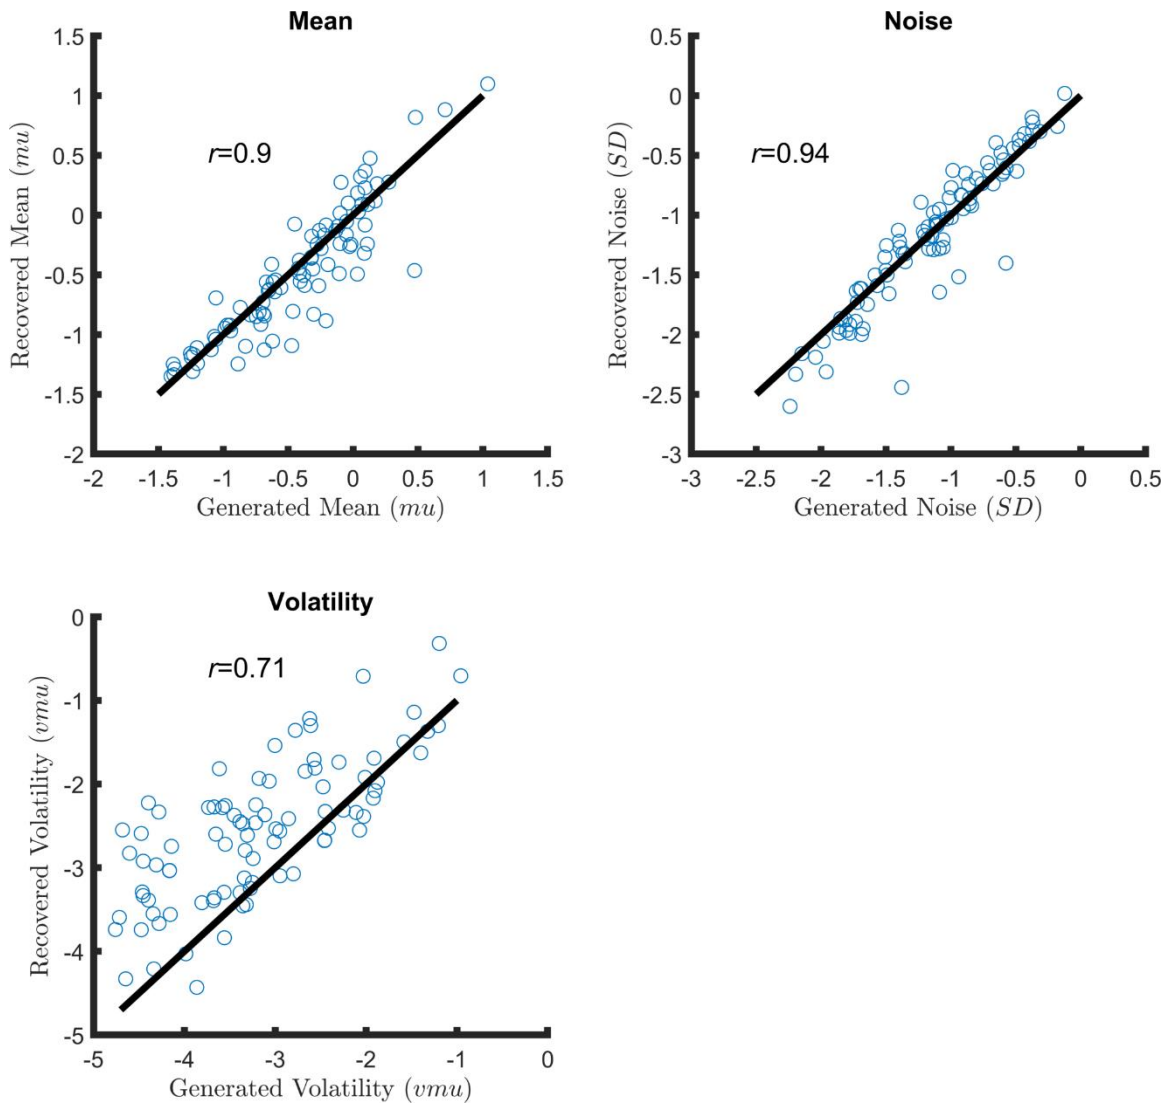 Mean
1.5
1
0.5
0
-0.5
-1
-1.5
-2
r=0.9
Recovered Mean (mu)
-2 -1.5 -1 -0.5 0 0.5 1 1.5
Generated Mean (mu)
Noise
0.5
0
-0.5
-1
-1.5
-2
-2.5
-3
r=0.94
Recovered Noise (SD)
-3 -2.5 -2 -1.5 -1 -0.5 0 0.5
Generated Noise (SD)
Volatility
0
-1
-2
-3
-4
-5
r=0.71
Recovered Volatility (vmu)
-5 -4 -3 -2 -1 0
Generated Volatility (vmu)